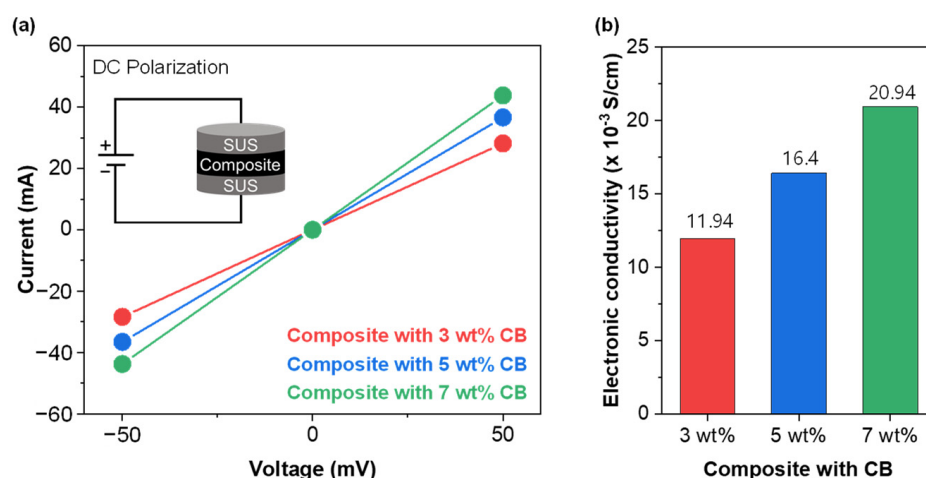 (a)
60
40
20
0
−20
−40
−60
Current (mA)
DC Polarization
+
−
SUS
Composite
SUS
Composite with 3 wt% CB
Composite with 5 wt% CB
Composite with 7 wt% CB
−50
0
50
Voltage (mV)
(b)
25
20
15
10
5
0
Electronic conductivity (x 10⁻³ S/cm)
11.94
16.4
20.94
3 wt%
5 wt%
7 wt%
Composite with CB